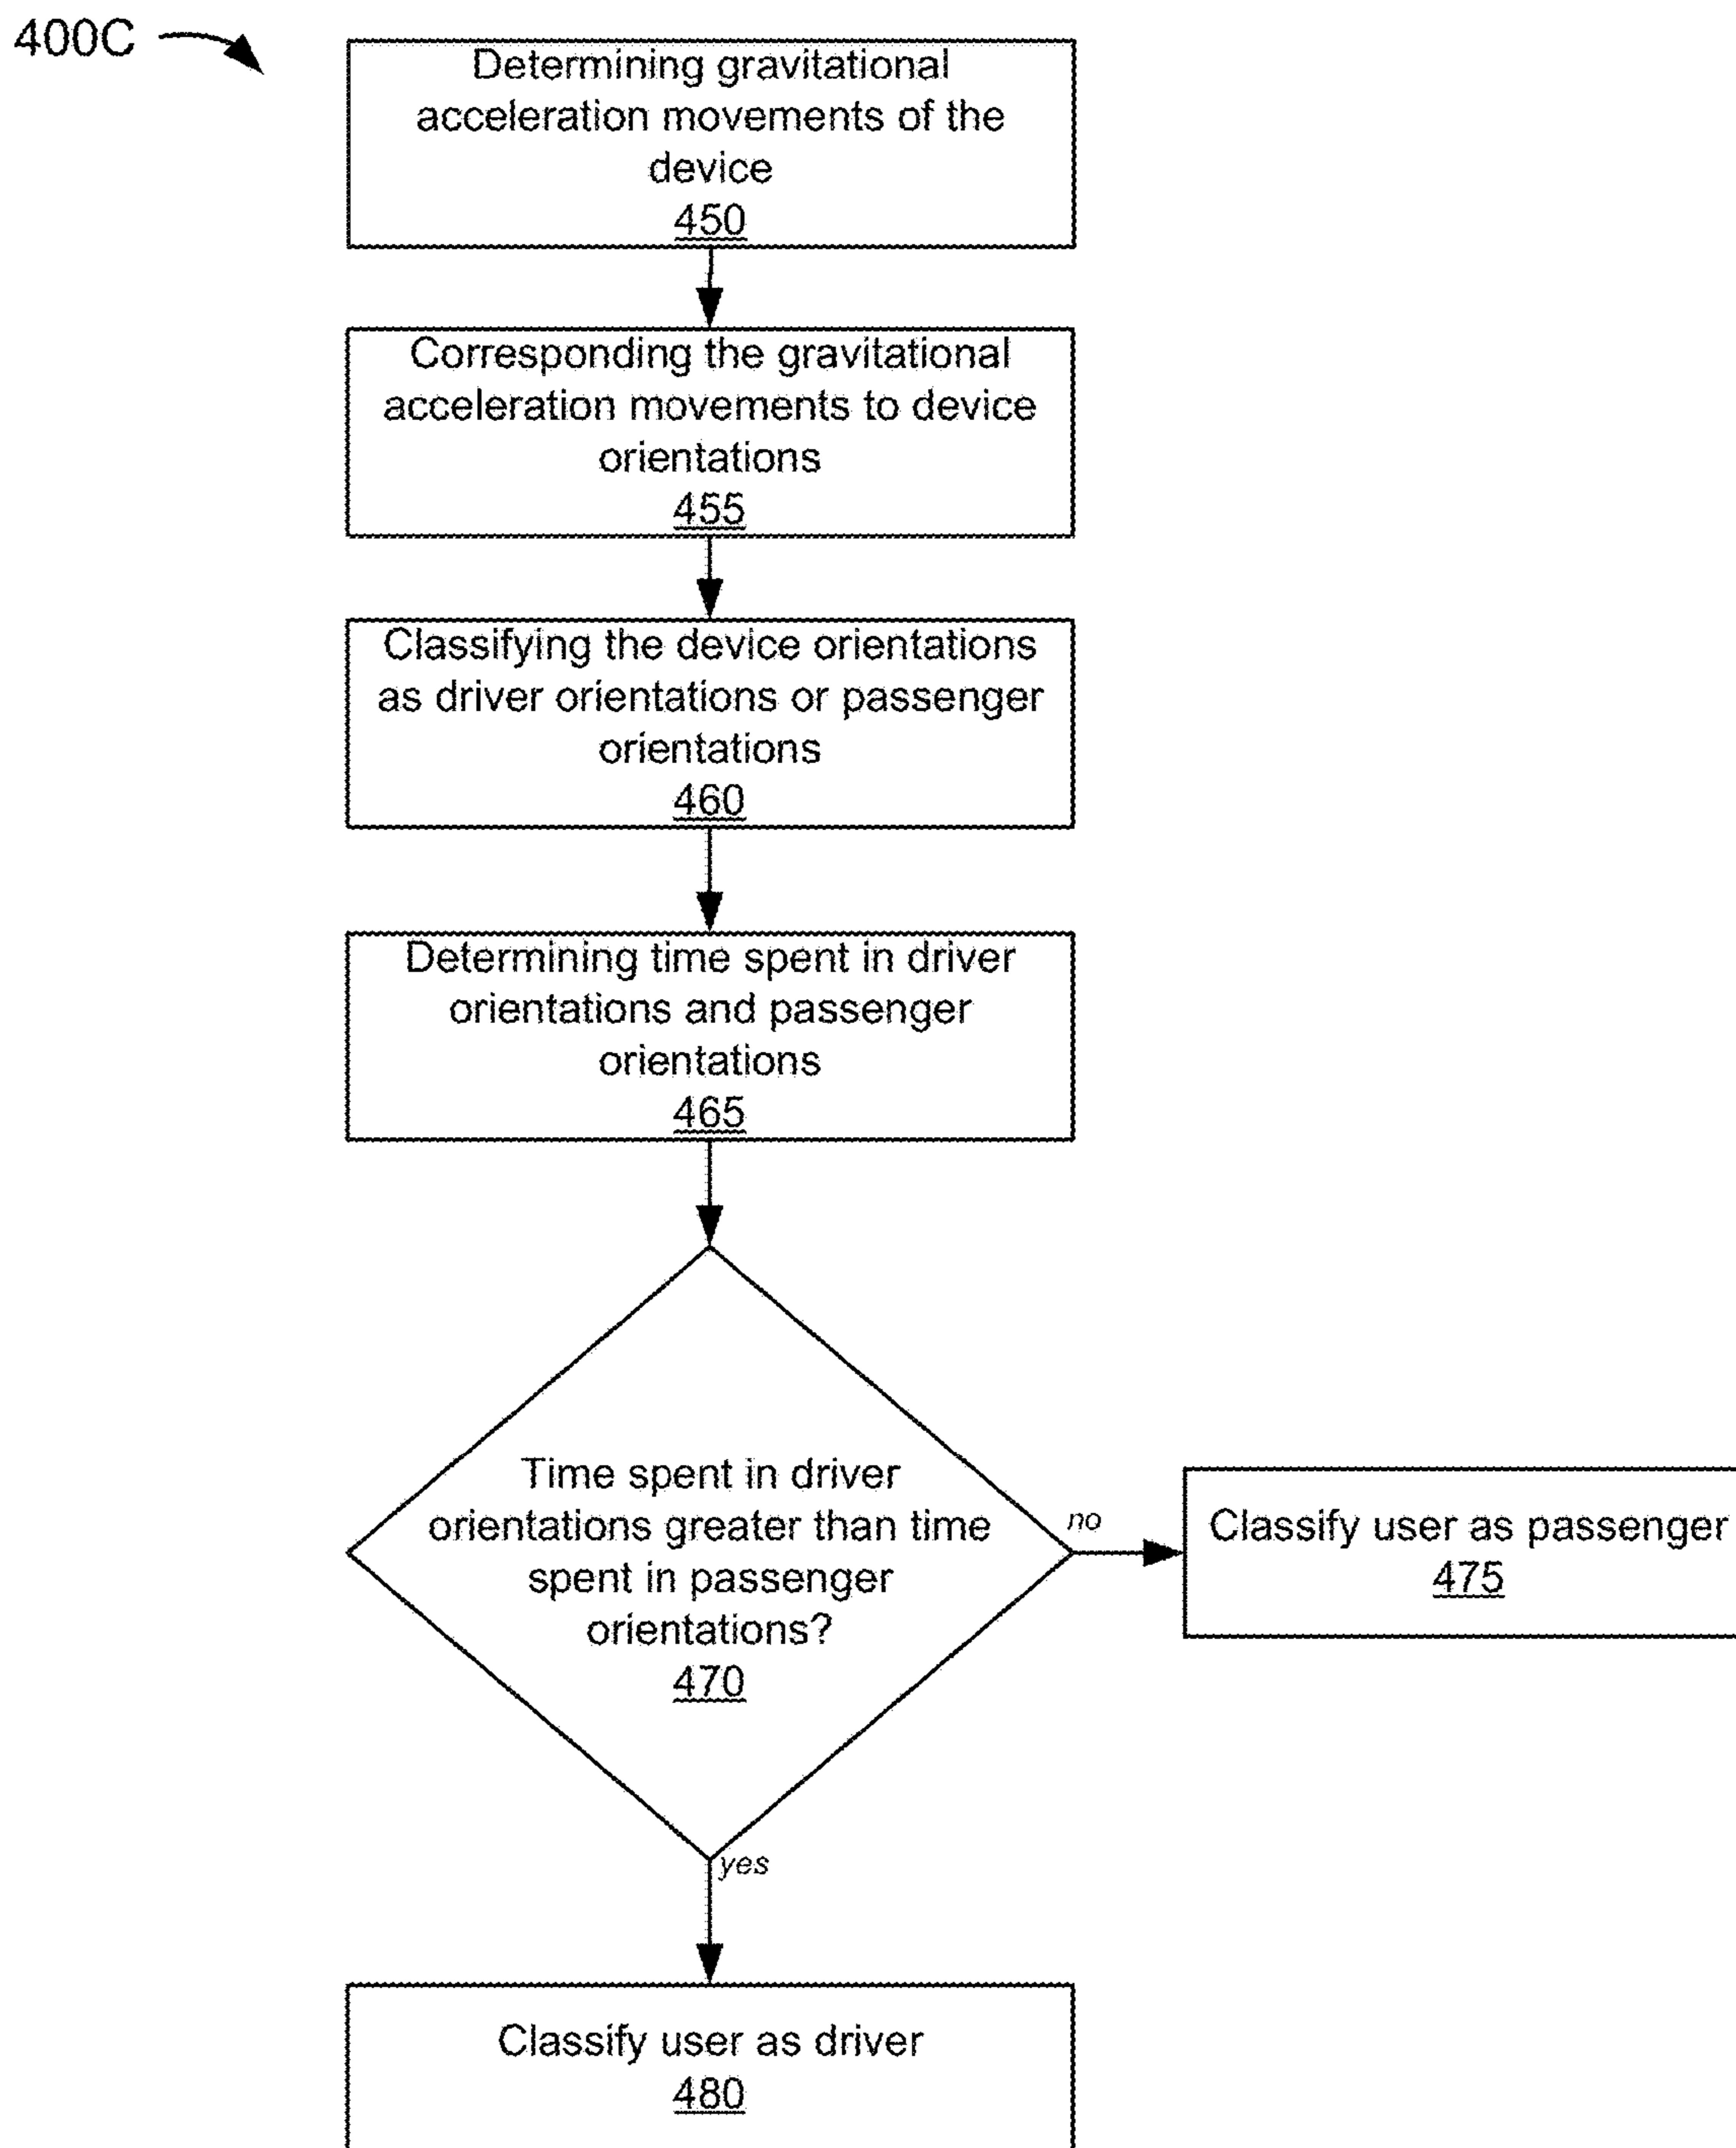 400C
Determining gravitational
acceleration movements of the
device
450
Corresponding the gravitational
acceleration movements to device
orientations
455
Classifying the device orientations
as driver orientations or passenger
orientations
460
Determining time spent in driver
orientations and passenger
orientations
465
Time spent in driver
orientations greater than time
spent in passenger
orientations?
470
no
Classify user as passenger
475
yes
Classify user as driver
480